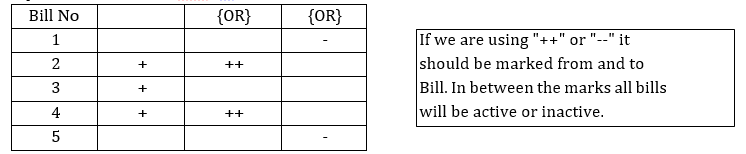 Bill No {OR} {OR}
1 -
2 + ++
3 +
4 + ++
5 -
If we are using "++" or "--" it
should be marked from and to
Bill. In between the marks all bills
will be active or inactive.